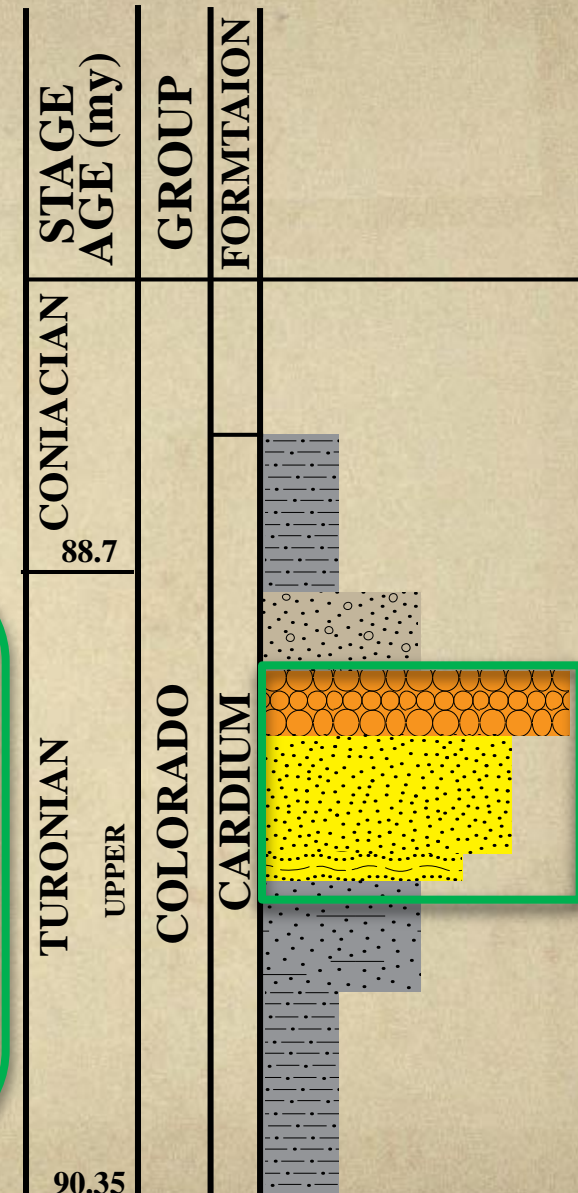 STAGE
AGE (my)
GROUP
FORMTAION
CONIACIAN
88.7
TURONIAN
UPPER
COLORADO
CARDIUM
90.35